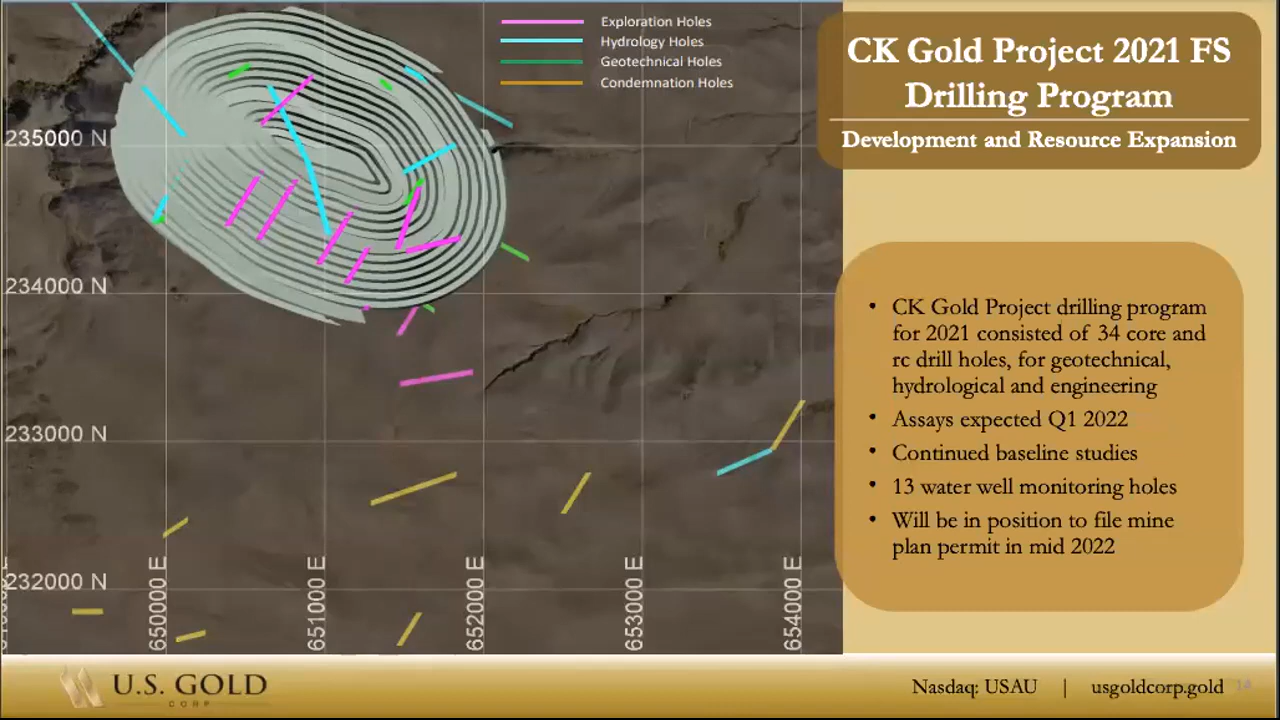 Exploration Holes
Hydrology Holes
Geotechnical Holes
Condemnation Holes
235000 N
234000 N
233000 N
232000 N
650000 E
651000 E
652000 E
653000 E
654000 E
CK Gold Project 2021 FS
Drilling Program
Development and Resource Expansion
• CK Gold Project drilling program
for 2021 consisted of 34 core and
rc drill holes, for geotechnical,
hydrological and engineering
• Assays expected Q1 2022
• Continued baseline studies
• 13 water well monitoring holes
• Will be in position to file mine
plan permit in mid 2022
U.S. GOLD
CORP
Nasdaq: USAU | usgoldcorp.gold 14